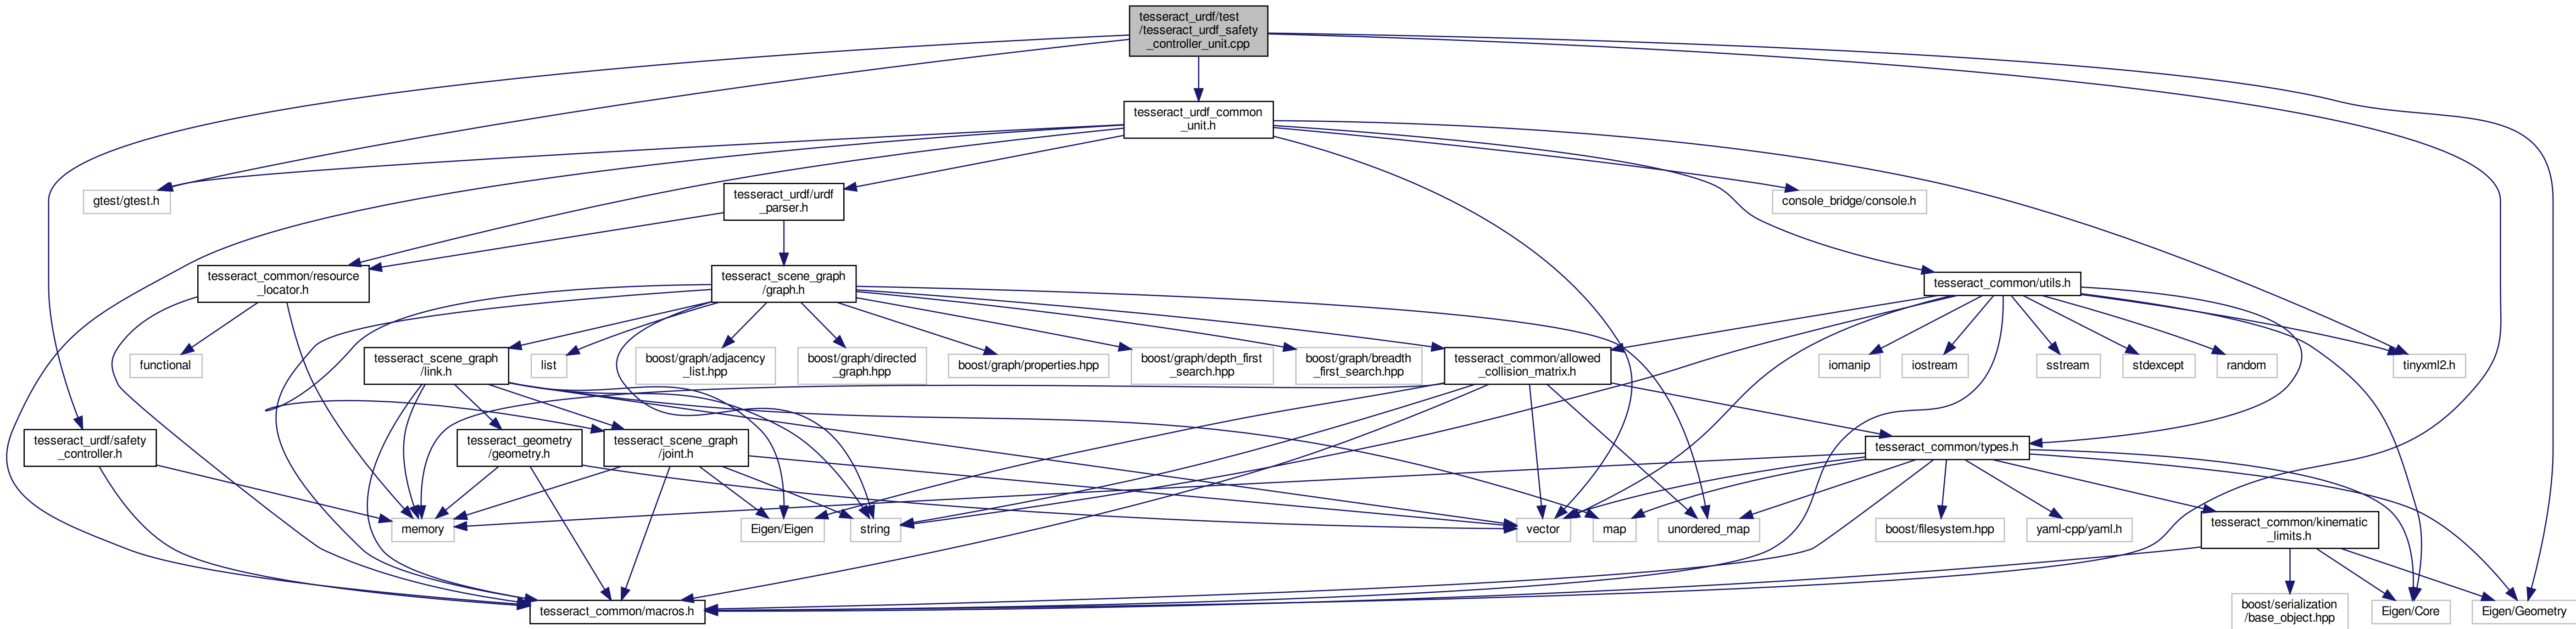 tesseract_urdf/test
/tesseract_urdf_safety
_controller_unit.cpp
tesseract_urdf_common
_unit.h
gtest/gtest.h
tesseract_urdf/urdf
_parser.h
console_bridge/console.h
tesseract_common/resource
_locator.h
tesseract_scene_graph
/graph.h
tesseract_common/utils.h
functional
tesseract_scene_graph
/link.h
list
boost/graph/adjacency
_list.hpp
boost/graph/directed
_graph.hpp
boost/graph/properties.hpp
boost/graph/depth_first
_search.hpp
boost/graph/breadth
_first_search.hpp
tesseract_common/allowed
_collision_matrix.h
iomanip
iostream
sstream
stdexcept
random
tinyxml2.h
tesseract_urdf/safety
_controller.h
tesseract_geometry
/geometry.h
tesseract_scene_graph
/joint.h
tesseract_common/types.h
memory
Eigen/Eigen
string
vector
map
unordered_map
boost/filesystem.hpp
yaml-cpp/yaml.h
tesseract_common/kinematic
_limits.h
tesseract_common/macros.h
boost/serialization
/base_object.hpp
Eigen/Core
Eigen/Geometry